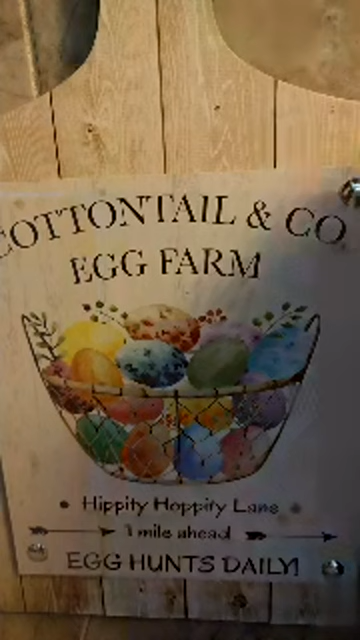 COTTONTAIL & CO.
EGG FARM
Hippity Hoppity Lane
1 mile ahead
EGG HUNTS DAILY!